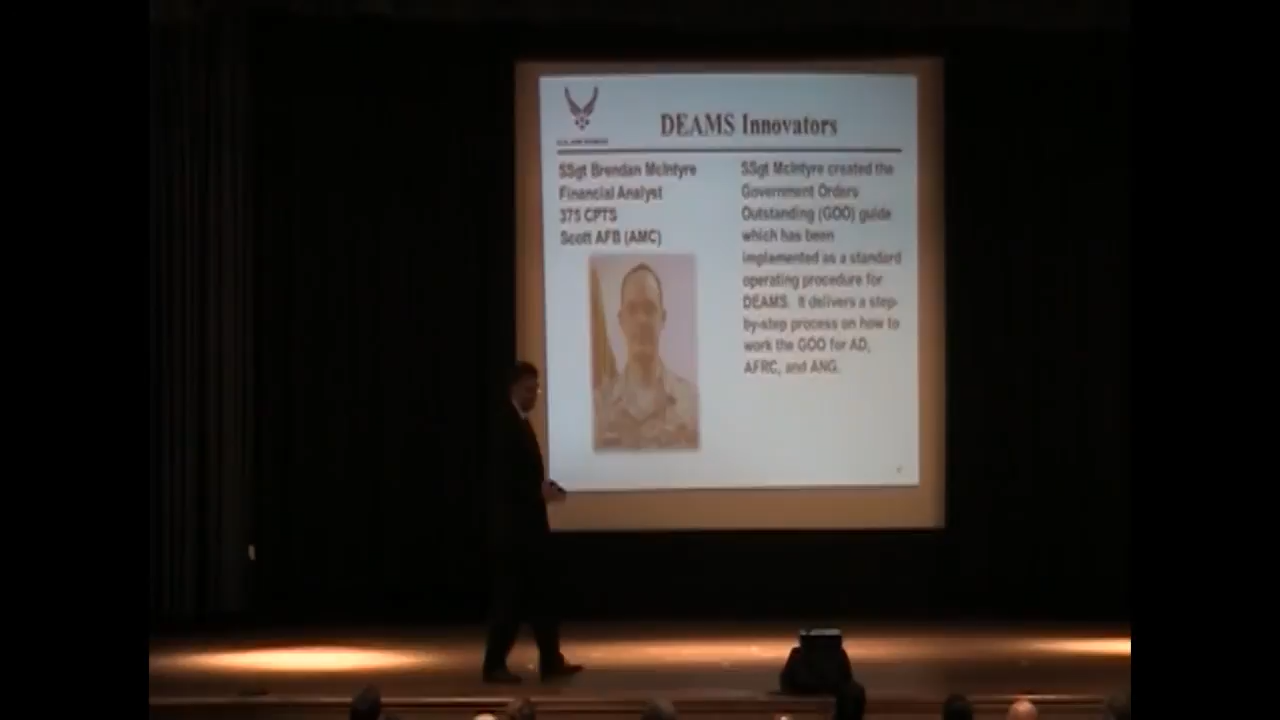 DEAMS Innovators
U.S. AIR FORCE
SSgt Brendan McIntyre
Financial Analyst
375 CPTS
Scott AFB (AMC)
SSgt McIntyre created the
Government Orders
Outstanding (GOO) guide
which has been
implemented as a standard
operating procedure for
DEAMS. It delivers a step-
by-step process on how to
work the GOO for AD,
AFRC, and ANG.